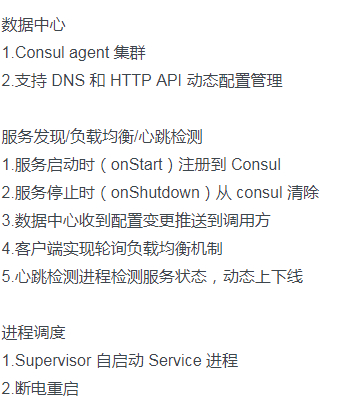 数据中心
1.Consul agent 集群
2.支持 DNS 和 HTTP API 动态配置管理
服务发现/负载均衡/心跳检测
1.服务启动时（onStart）注册到 Consul
2.服务停止时（onShutdown）从 consul 清除
3.数据中心收到配置变更推送到调用方
4.客户端实现轮询负载均衡机制
5.心跳检测进程检测服务状态，动态上下线
进程调度
1.Supervisor 自启动 Service 进程
2.断电重启